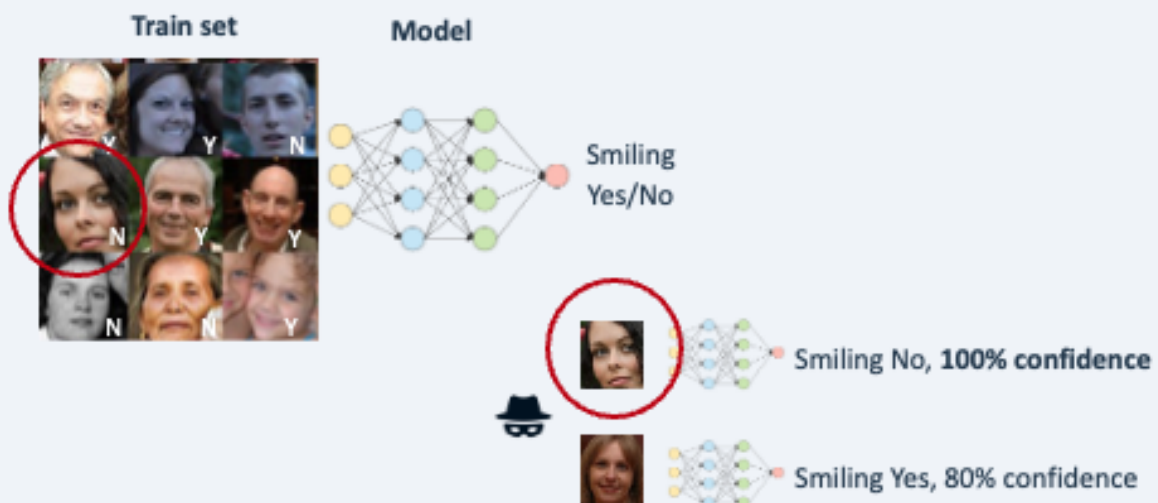 Train set
Model
Y Y N
N Y Y
N N Y
Smiling
Yes/No
Smiling No, 100% confidence
Smiling Yes, 80% confidence